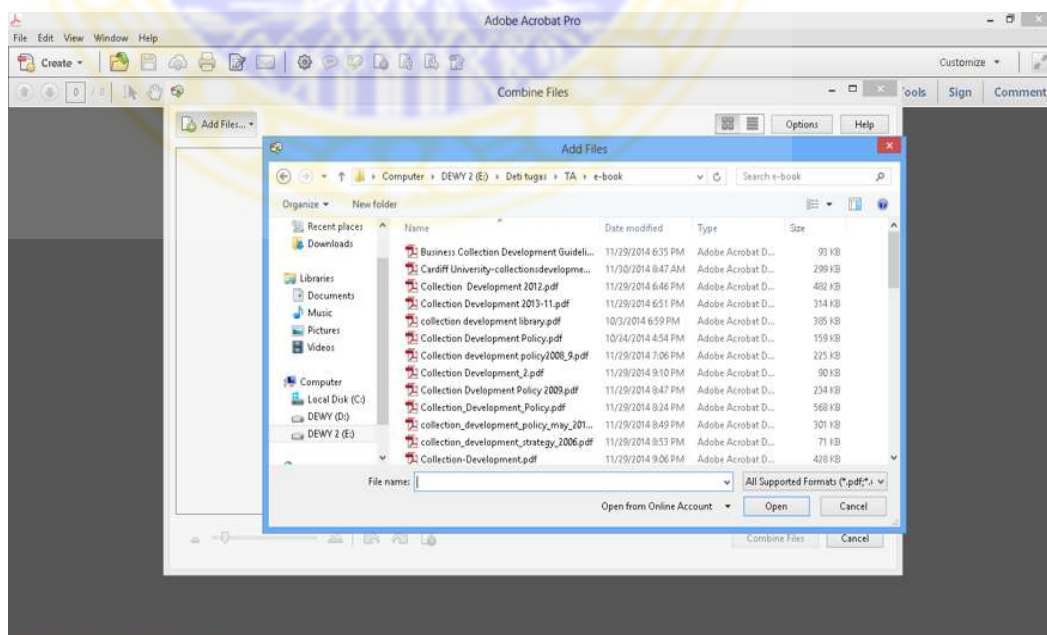 Adobe Acrobat Pro
File Edit View Window Help
Create
Customize
0 / 0
Tools Sign Comment
Combine Files
Add Files...
Options Help
Add Files
Computer DEWY 2 (E:) Deti tugas TA e-book
Search e-book
Organize New folder
Recent places
Downloads
Libraries
Documents
Music
Pictures
Videos
Computer
Local Disk (C:)
DEWY (D:)
DEWY 2 (E:)
Name Date modified Type Size
Business Collection Development Guideli... 11/29/2014 6:35 PM Adobe Acrobat D... 93 KB
Cardiff University-collectionsdevelopme... 11/30/2014 8:47 AM Adobe Acrobat D... 299 KB
Collection Development 2012.pdf 11/29/2014 6:46 PM Adobe Acrobat D... 482 KB
Collection Development 2013-11.pdf 11/29/2014 6:51 PM Adobe Acrobat D... 314 KB
collection development library.pdf 10/3/2014 6:59 PM Adobe Acrobat D... 385 KB
Collection Development Policy.pdf 10/24/2014 4:54 PM Adobe Acrobat D... 159 KB
Collection development policy2008_9.pdf 11/29/2014 7:06 PM Adobe Acrobat D... 225 KB
Collection Development_2.pdf 11/29/2014 9:10 PM Adobe Acrobat D... 90 KB
Collection Dvelopment Policy 2009.pdf 11/29/2014 8:47 PM Adobe Acrobat D... 234 KB
Collection_Development_Policy.pdf 11/29/2014 8:24 PM Adobe Acrobat D... 568 KB
collection_development_policy_may_201... 11/29/2014 8:49 PM Adobe Acrobat D... 301 KB
collection_development_strategy_2006.pdf 11/29/2014 8:53 PM Adobe Acrobat D... 71 KB
Collection-Development.pdf 11/29/2014 9:06 PM Adobe Acrobat D... 428 KB
File name:
All Supported Formats (*.pdf;*.
Open from Online Account
Open Cancel
Combine Files Cancel